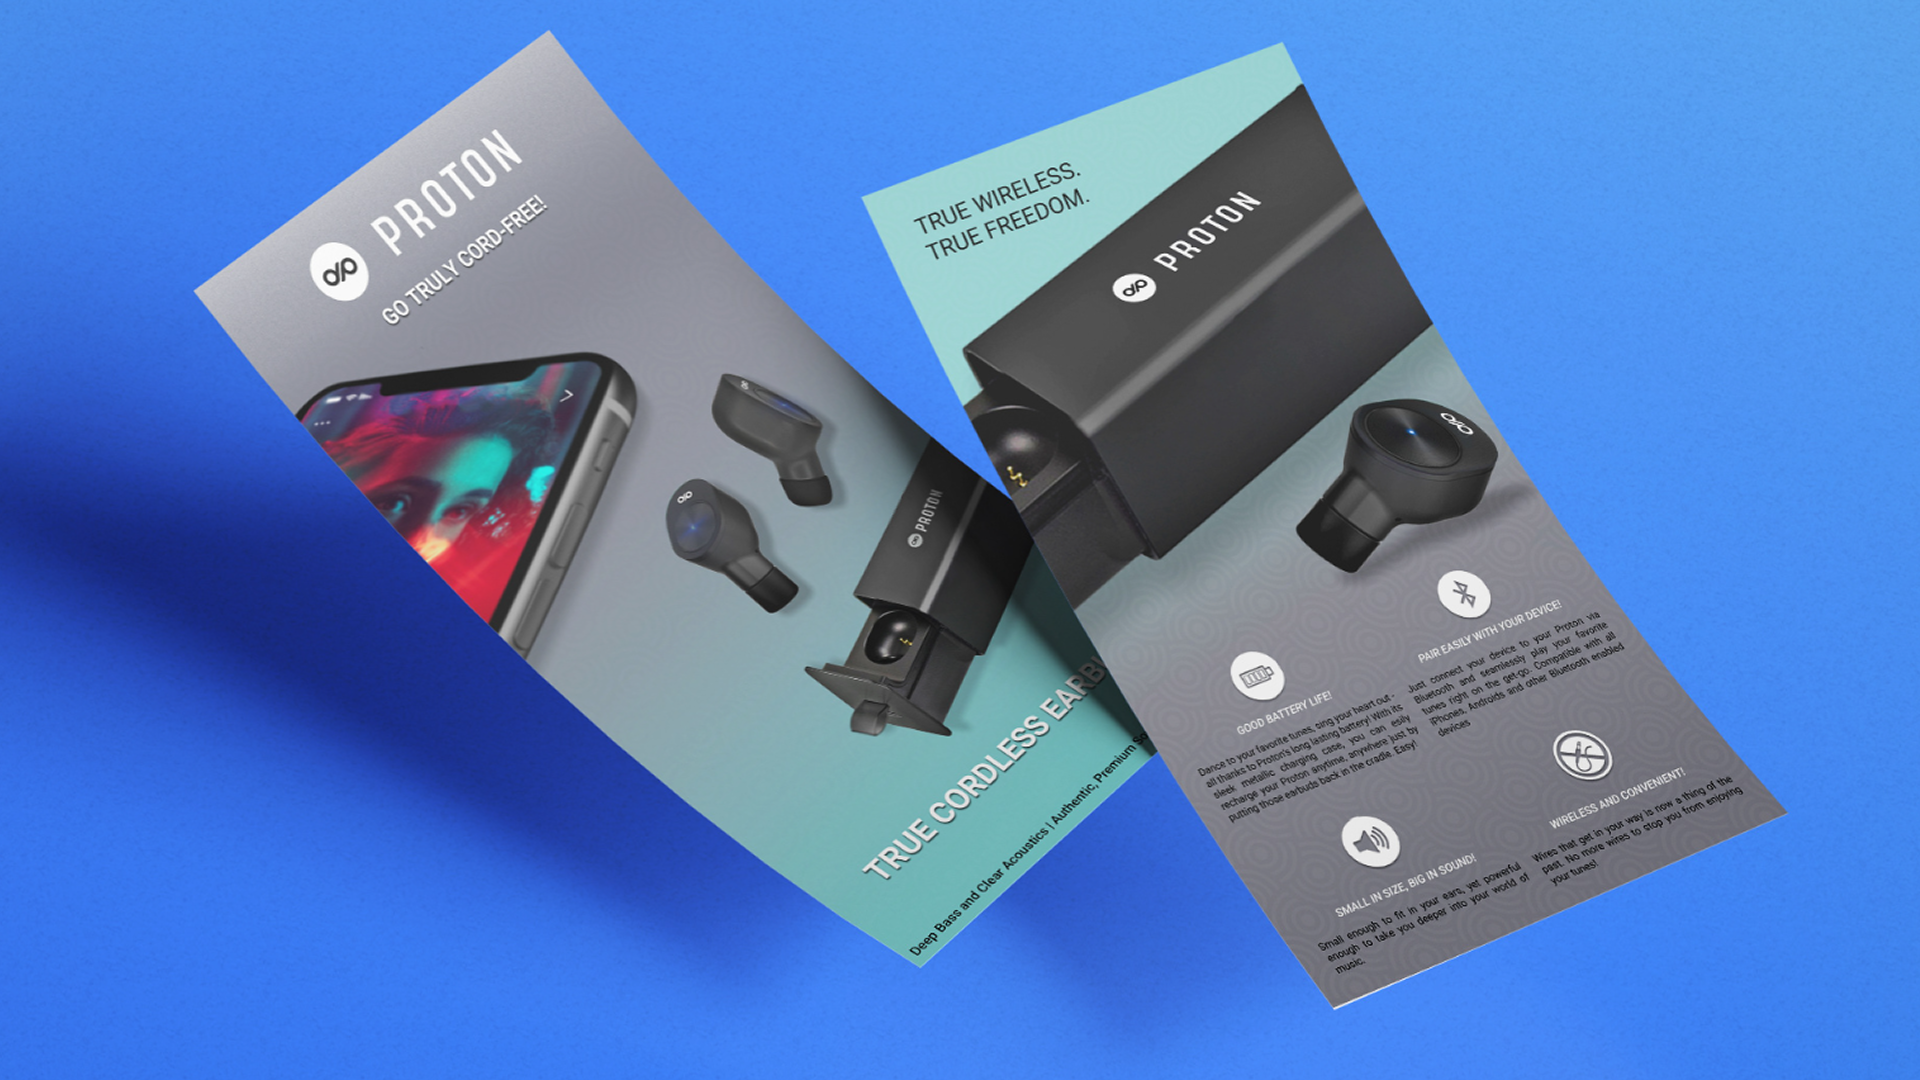 PROTON
GO TRULY CORD-FREE!
PROTON
TRUE CORDLESS
Deep Bass and Clear Acoustics | Authentic, Premium
TRUE WIRELESS.
TRUE FREEDOM.
PROTON
GOOD BATTERY LIFE!
Dance to your favorite tunes, sing your heart out -
all thanks to Proton's long lasting battery! With its
sleek metallic charging case, you can easily
recharge your Proton anytime, anywhere just by
putting those earbuds back in the cradle. Easy!
PAIR EASILY WITH YOUR DEVICE!
Just connect your device to your Proton via
Bluetooth and seamlessly play your favorite
tunes right on the get-go. Compatible with all
iPhones, Androids and other Bluetooth enabled
devices
SMALL IN SIZE, BIG IN SOUND!
Small enough to fit in your ears, yet powerful
enough to take you deeper into your world of
music.
WIRELESS AND CONVENIENT!
Wires that get in your way is now a thing of the
past. No more wires to stop you from enjoying
your tunes!